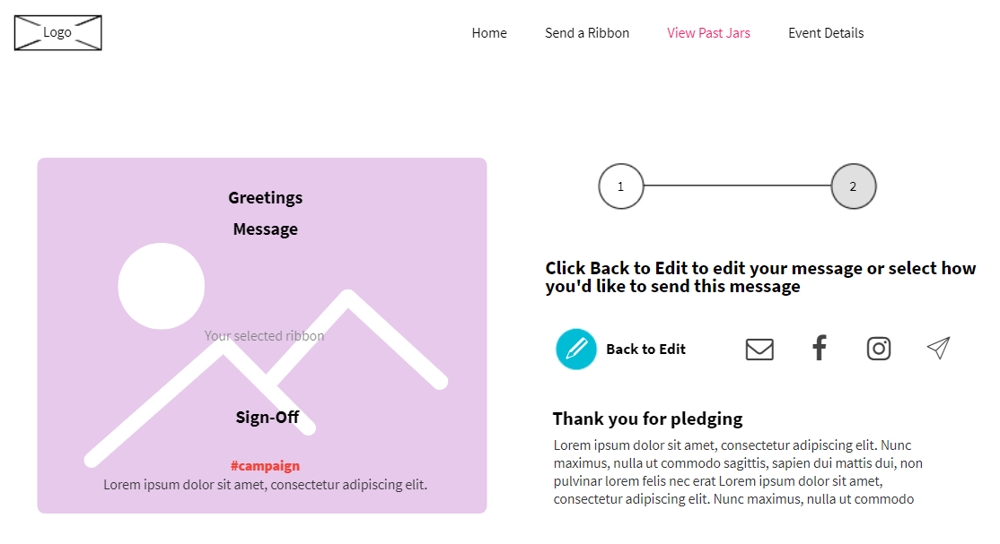 Logo
Home
Send a Ribbon
View Past Jars
Event Details
Greetings
Message
Your selected ribbon
Sign-Off
#campaign
Lorem ipsum dolor sit amet, consectetur adipiscing elit.
1
2
Click Back to Edit to edit your message or select how
you'd like to send this message
Back to Edit
Thank you for pledging
Lorem ipsum dolor sit amet, consectetur adipiscing elit. Nunc
maximus, nulla ut commodo sagittis, sapien dui mattis dui, non
pulvinar lorem felis nec erat Lorem ipsum dolor sit amet,
consectetur adipiscing elit. Nunc maximus, nulla ut commodo